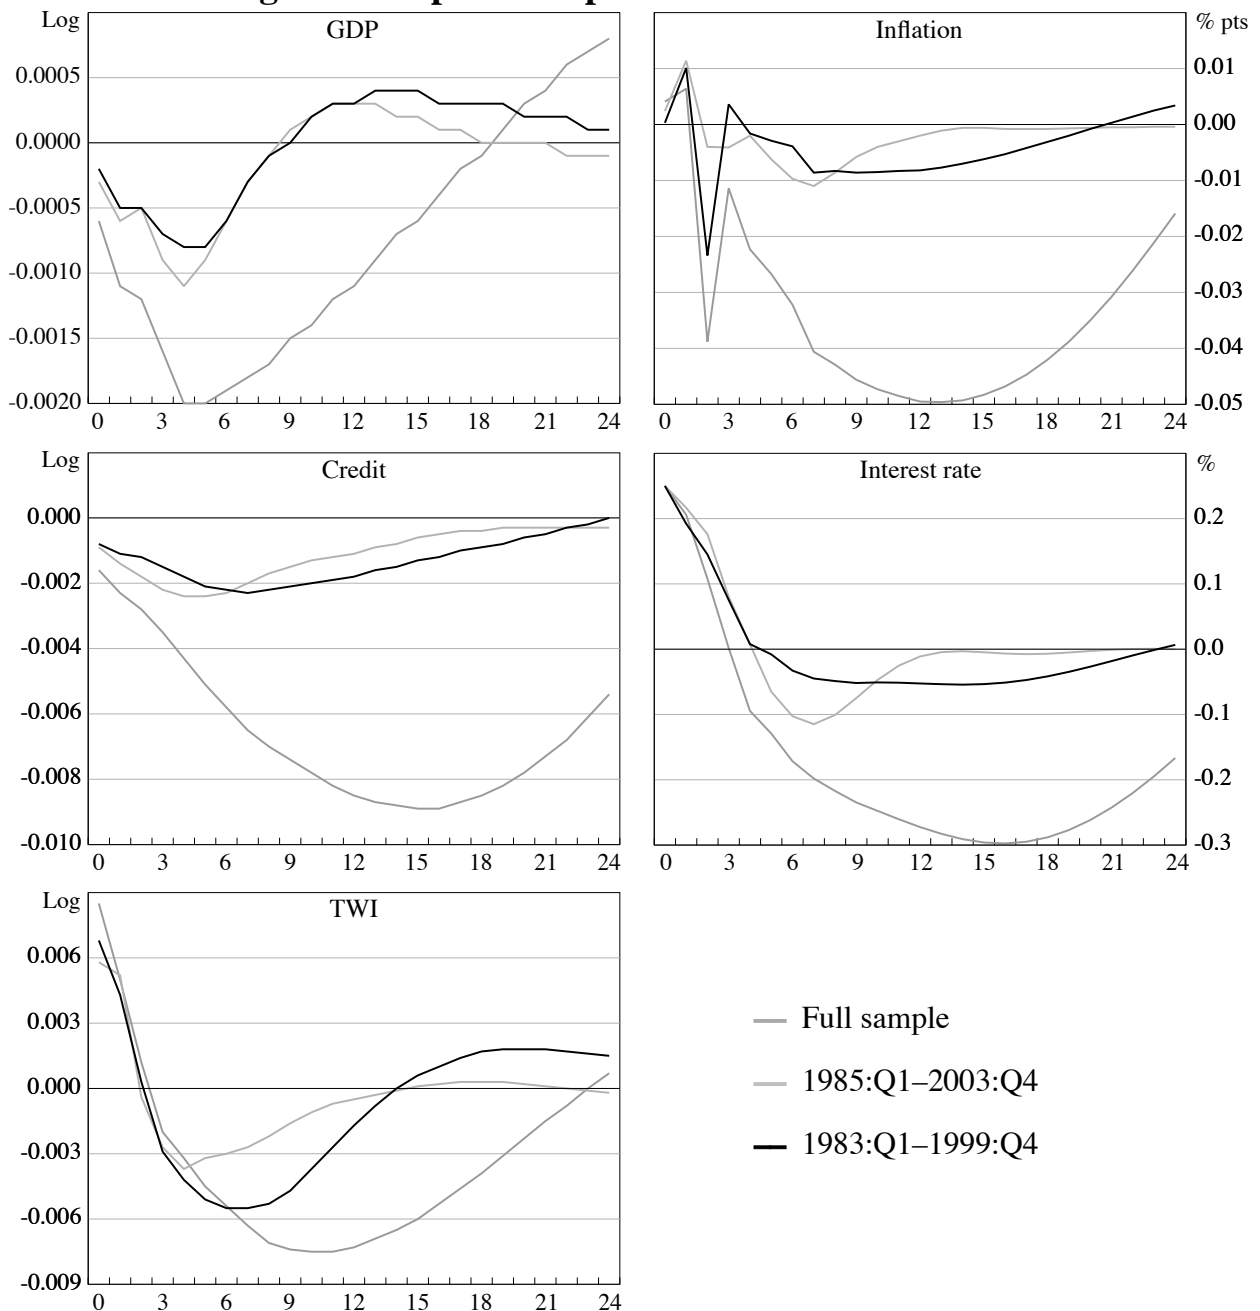 Log
GDP
0.0005
0.0000
-0.0005
-0.0010
-0.0015
-0.0020
0 3 6 9 12 15 18 21 24
% pts
Inflation
0.01
0.00
-0.01
-0.02
-0.03
-0.04
-0.05
0 3 6 9 12 15 18 21 24
Log
Credit
0.000
-0.002
-0.004
-0.006
-0.008
-0.010
0 3 6 9 12 15 18 21 24
%
Interest rate
0.2
0.1
0.0
-0.1
-0.2
-0.3
0 3 6 9 12 15 18 21 24
Log
TWI
0.006
0.003
0.000
-0.003
-0.006
-0.009
0 3 6 9 12 15 18 21 24
Full sample
1985:Q1–2003:Q4
1983:Q1–1999:Q4